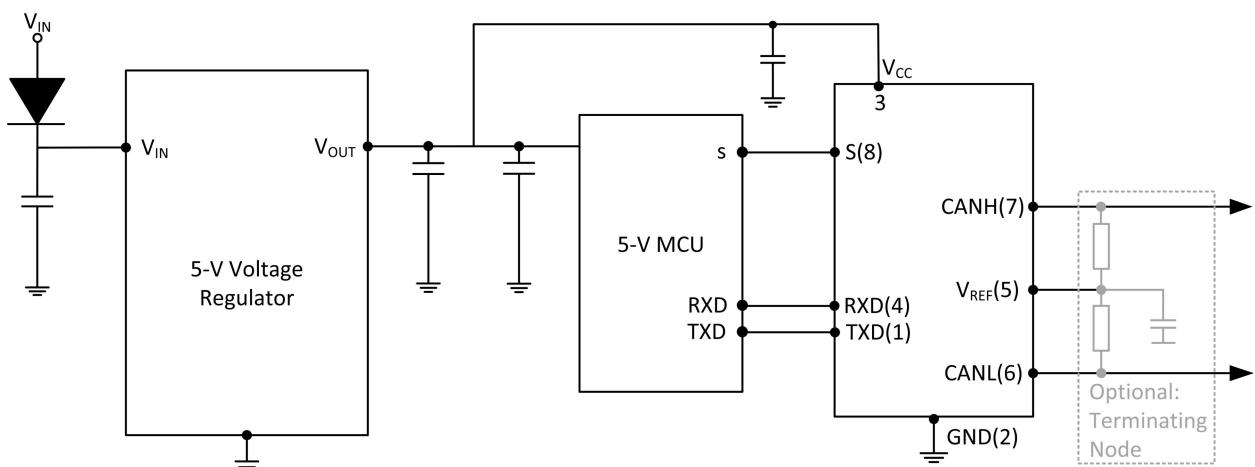 VIN
VIN
5-V Voltage
Regulator
VOUT
5-V MCU
s
RXD
TXD
VCC
3
S(8)
RXD(4)
TXD(1)
CANH(7)
VREF(5)
CANL(6)
GND(2)
Optional:
Terminating
Node